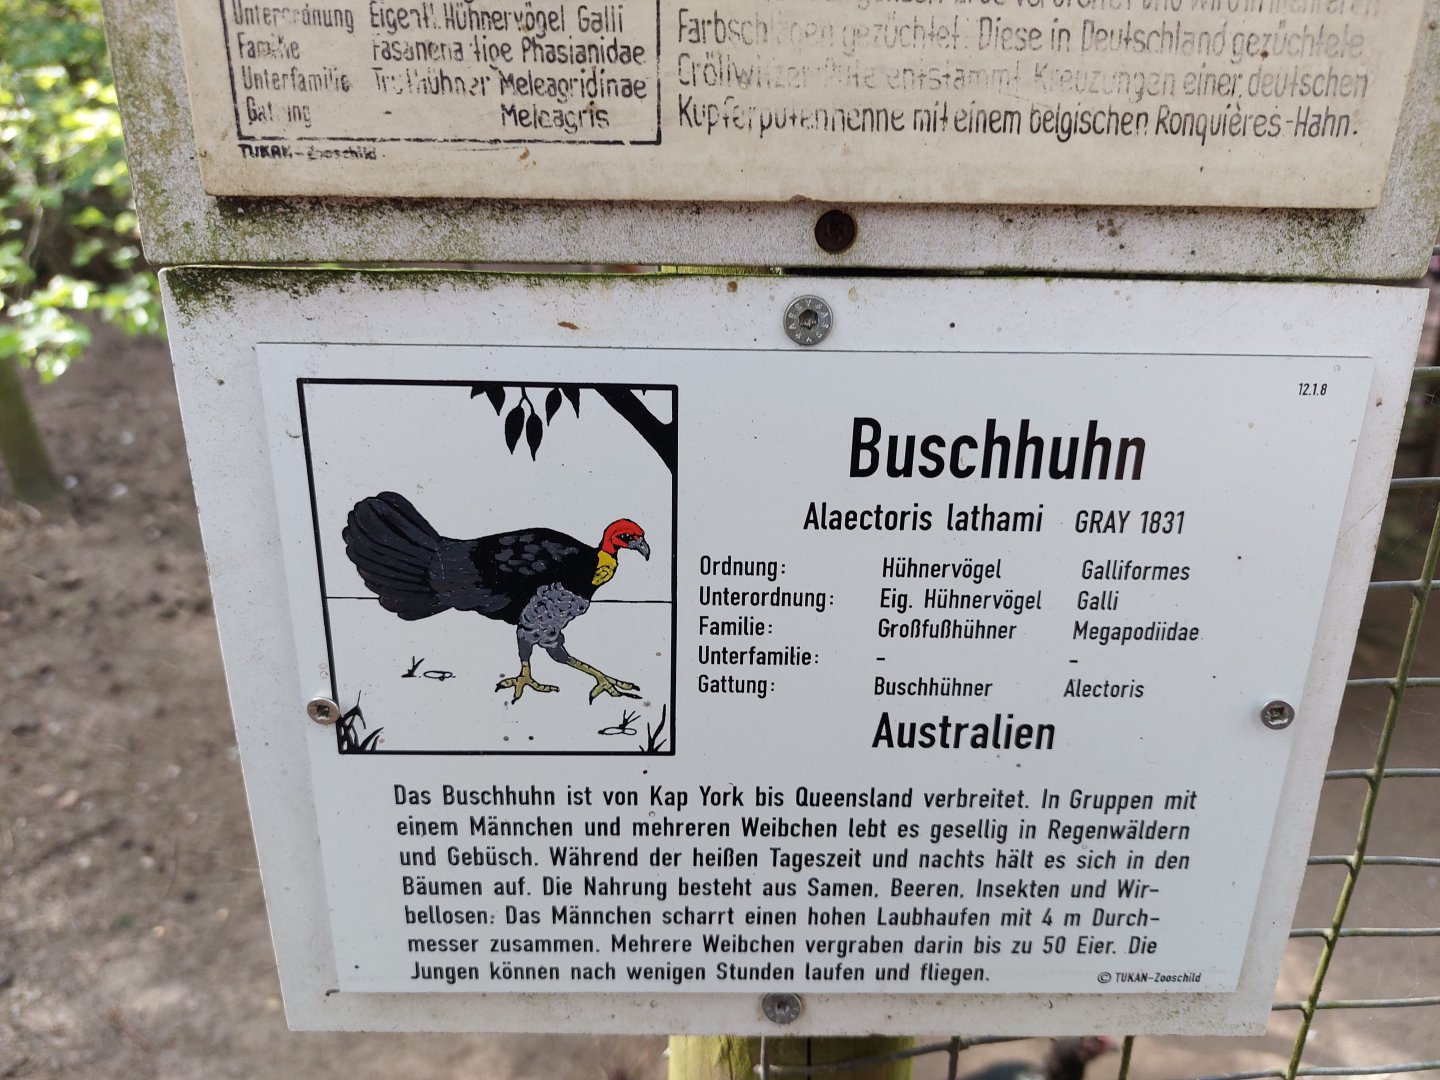 Unterordnung Eigentl. Hühnervögel Galli
Familie Fasanenartige Phasianidae
Unterfamilie Truthühner Meleagridinae
Gattung - Meleagris
TUKAN-Zooschild
Farbschlägen gezüchtet. Diese in Deutschland gezüchtete
Cröllwitzer Pute entstammt Kreuzungen einer deutschen
Kupferputenhenne mit einem belgischen Ronquières-Hahn.
12.1.8
Buschhuhn
Alaectoris lathami GRAY 1831
Ordnung: Hühnervögel Galliformes
Unterordnung: Eig. Hühnervögel Galli
Familie: Großfußhühner Megapodiidae
Unterfamilie: - -
Gattung: Buschhühner Alectoris
Australien
Das Buschhuhn ist von Kap York bis Queensland verbreitet. In Gruppen mit
einem Männchen und mehreren Weibchen lebt es gesellig in Regenwäldern
und Gebüsch. Während der heißen Tageszeit und nachts hält es sich in den
Bäumen auf. Die Nahrung besteht aus Samen, Beeren, Insekten und Wir-
bellosen. Das Männchen scharrt einen hohen Laubhaufen mit 4 m Durch-
messer zusammen. Mehrere Weibchen vergraben darin bis zu 50 Eier. Die
Jungen können nach wenigen Stunden laufen und fliegen.
© TUKAN-Zooschild